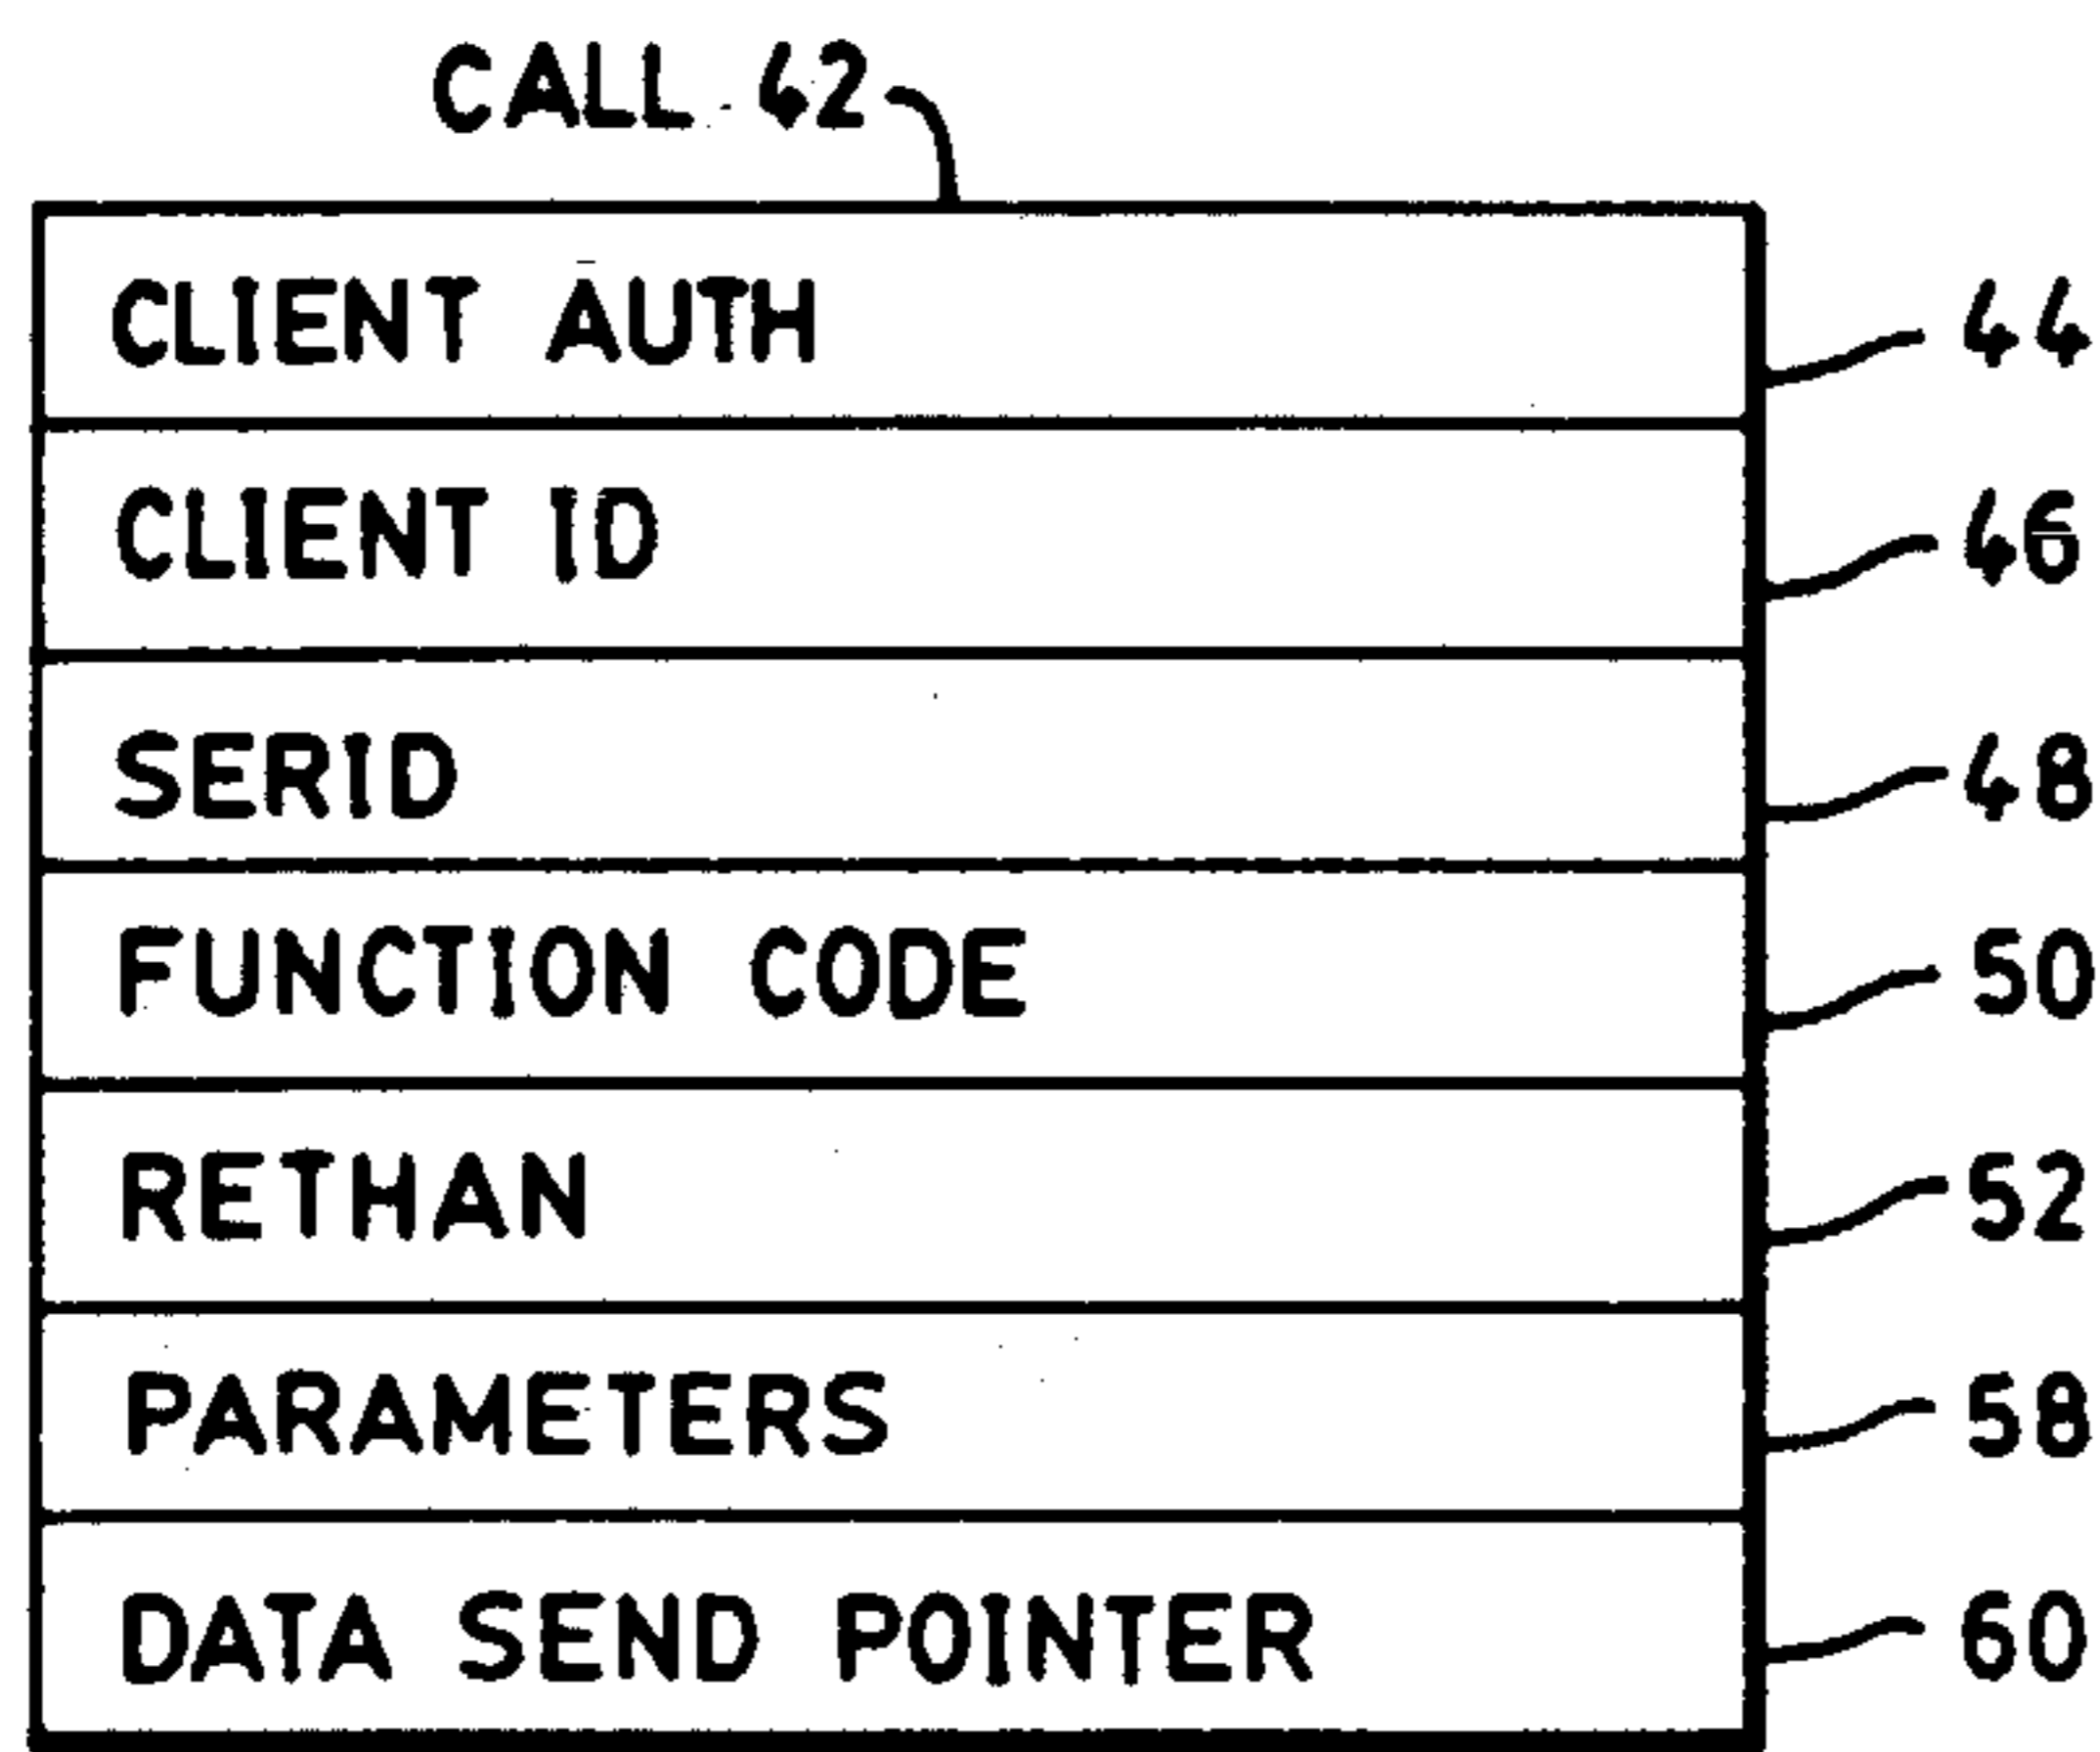 CALL 42
CLIENT AUTH 44
CLIENT ID 46
SERID 48
FUNCTION CODE 50
RETHAN 52
PARAMETERS 58
DATA SEND POINTER 60